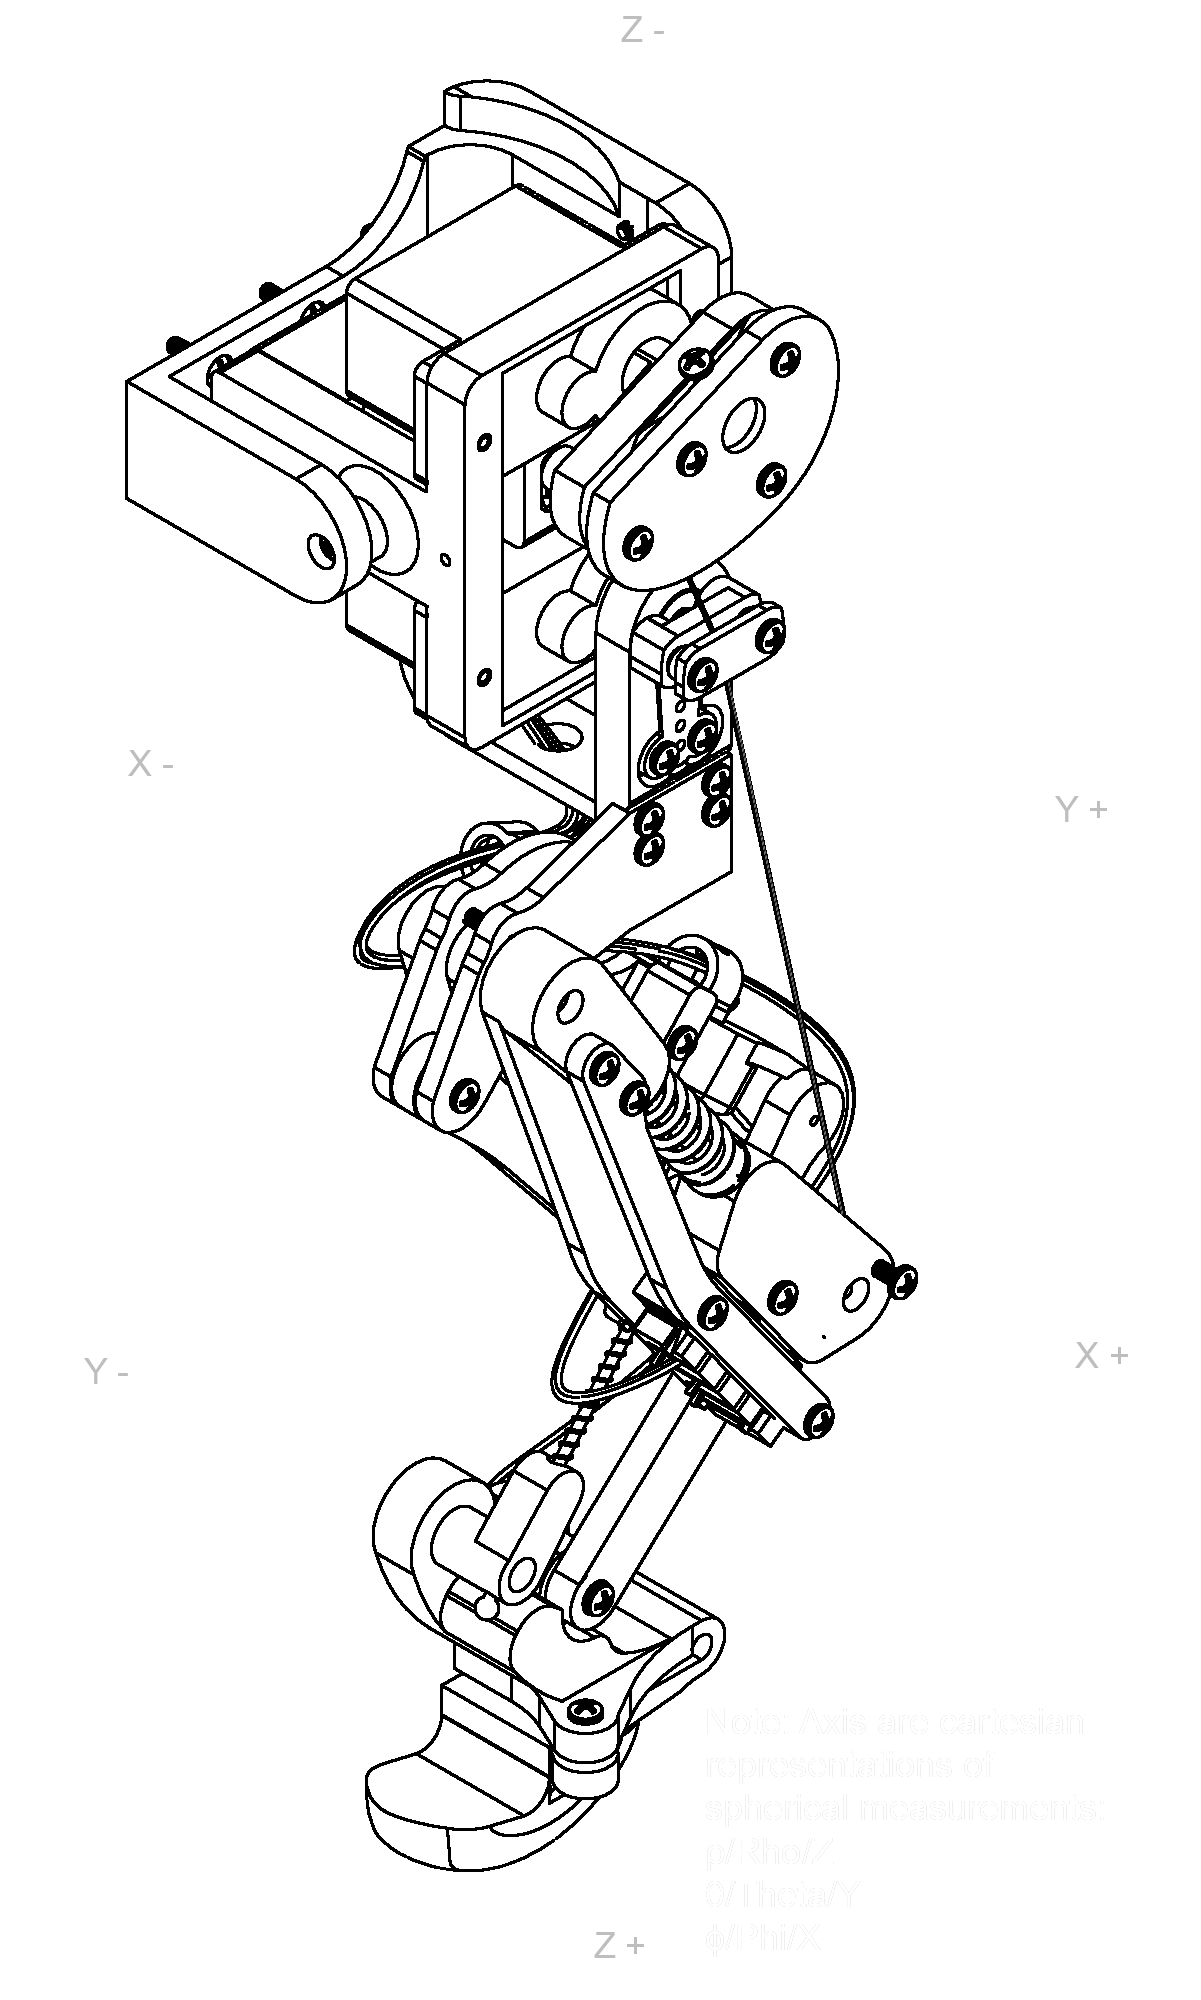 Z -
X -
Y +
Y -
X +
Note: Axis are cartesian
representations of
spherical measurements:
ρ/Rho/Z
θ/Theta/Y
ϕ/Phi/X
Z +